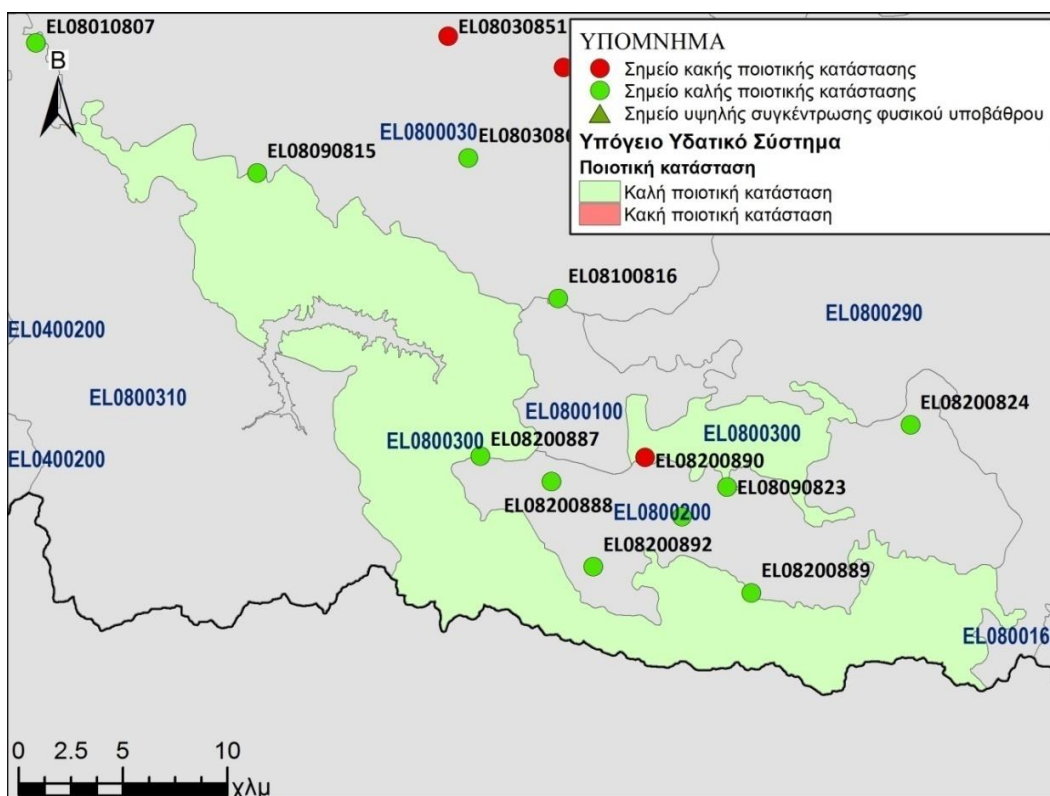 EL08010807
EL08030851
B
ΥΠΟΜΝΗΜΑ
Σημείο κακής ποιοτικής κατάστασης
Σημείο καλής ποιοτικής κατάστασης
Σημείο υψηλής συγκέντρωσης φυσικού υποβάθρου
Υπόγειο Υδατικό Σύστημα
Ποιοτική κατάσταση
Καλή ποιοτική κατάσταση
Κακή ποιοτική κατάσταση
EL0800030
EL08090815
EL08100816
EL0800290
EL0400200
EL0800310
EL0800100
EL08200824
EL0800300
EL0800300
EL08200887
EL0400200
EL08200890
EL08090823
EL08200888
EL0800200
EL08200892
EL08200889
EL080016
0 2.5 5 10
χλμ